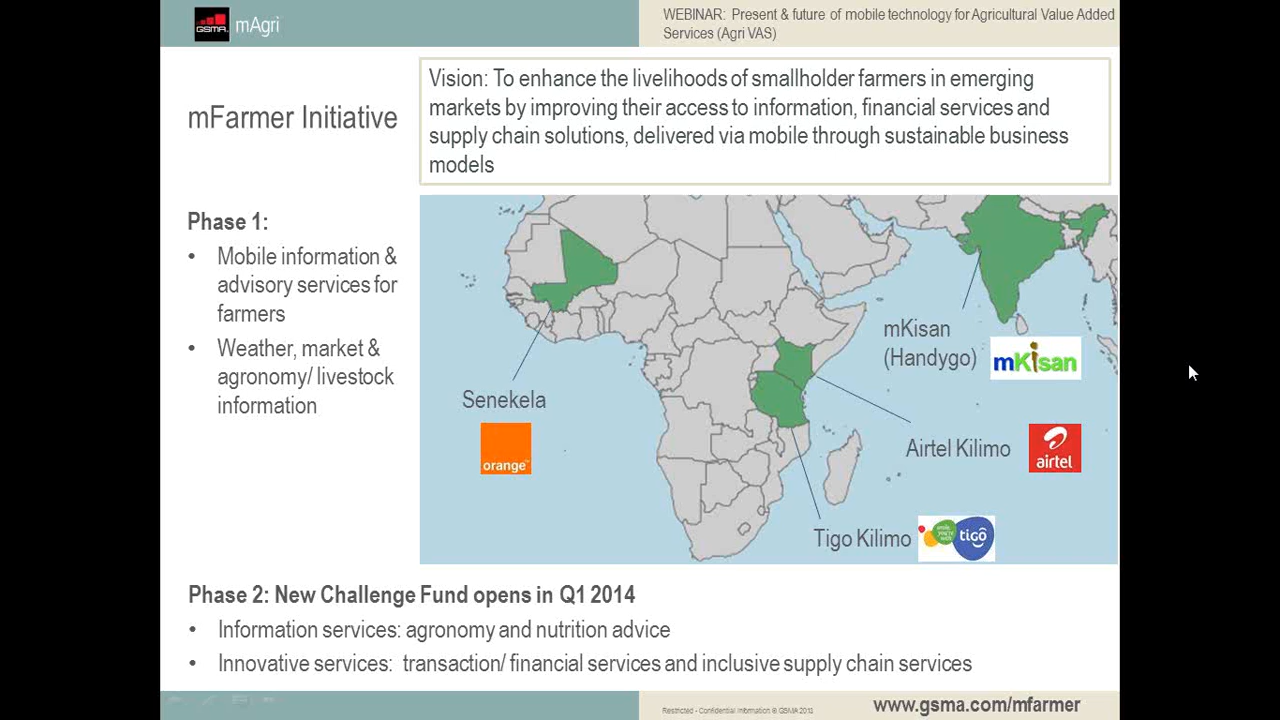 GSMA
mAgri
WEBINAR: Present & future of mobile technology for Agricultural Value Added
Services (Agri VAS)
mFarmer Initiative
Vision: To enhance the livelihoods of smallholder farmers in emerging
markets by improving their access to information, financial services and
supply chain solutions, delivered via mobile through sustainable business
models
Phase 1:
• Mobile information &
advisory services for
farmers
• Weather, market &
agronomy/ livestock
information
Senekela
orange
mKisan
(Handygo)
mKisan
Airtel Kilimo
airtel
Tigo Kilimo
tigo
Phase 2: New Challenge Fund opens in Q1 2014
• Information services: agronomy and nutrition advice
• Innovative services: transaction/ financial services and inclusive supply chain services
Restricted - Confidential Information © GSMA
www.gsma.com/mfarmer